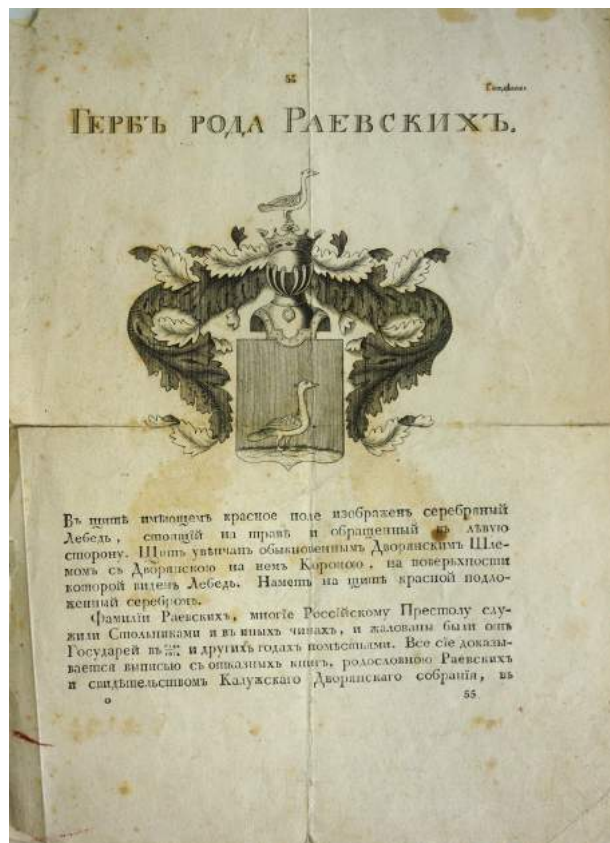 55
ГЕРБЪ РОДА РАЕВСКИХЪ.
Въ щитѣ имѣющемъ красное поле изображенъ серебряный
Лебедь, стоящій на травѣ и обращенный въ лѣвую
сторону. Щитъ увѣнчанъ обыкновеннымъ Дворянскимъ Шле-
момъ съ Дворянскою на немъ Короною, на поверьхности
которой виденъ Лебедь. Наметъ на щитѣ красной подло-
женный серебромъ.
Фамиліи Раевскихъ, многіе Россійскому Престолу слу-
жили Стольниками и въ иныхъ чинахъ, и жалованы были отъ
Государей въ и другихъ годахъ помѣстьями. Все сіе доказы-
вается выписью съ отказныхъ книгъ, родословною Раевскихъ
и свидѣтельствомъ Калужскаго Дворянскаго собранія, въ
о 55